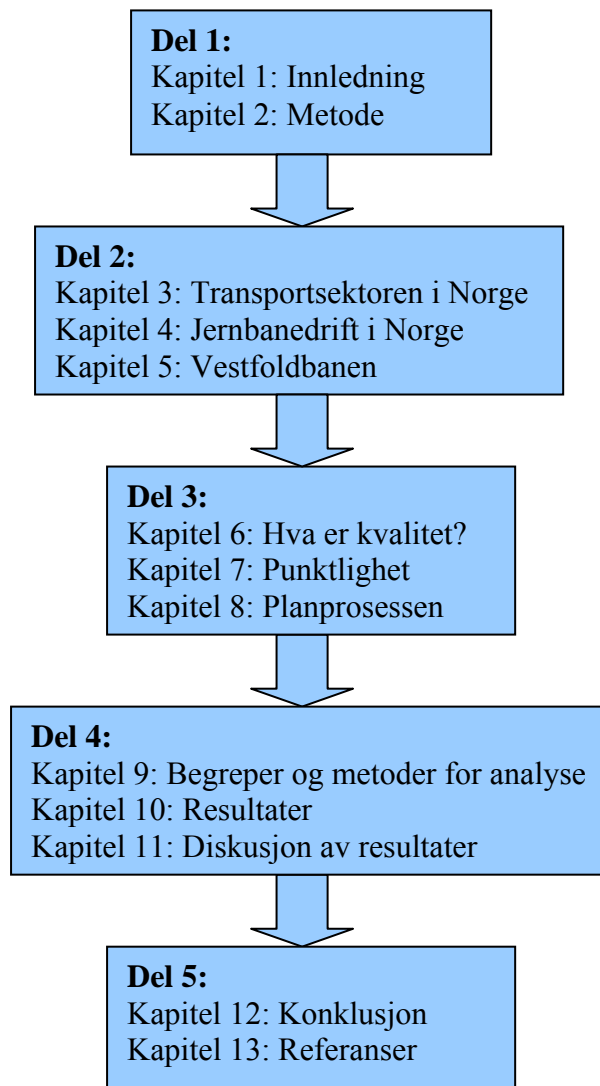 Del 1:
Kapitel 1: Innledning
Kapitel 2: Metode
Del 2:
Kapitel 3: Transportsektoren i Norge
Kapitel 4: Jernbanedrift i Norge
Kapitel 5: Vestfoldbanen
Del 3:
Kapitel 6: Hva er kvalitet?
Kapitel 7: Punktlighet
Kapitel 8: Planprosessen
Del 4:
Kapitel 9: Begreper og metoder for analyse
Kapitel 10: Resultater
Kapitel 11: Diskusjon av resultater
Del 5:
Kapitel 12: Konklusjon
Kapitel 13: Referanser